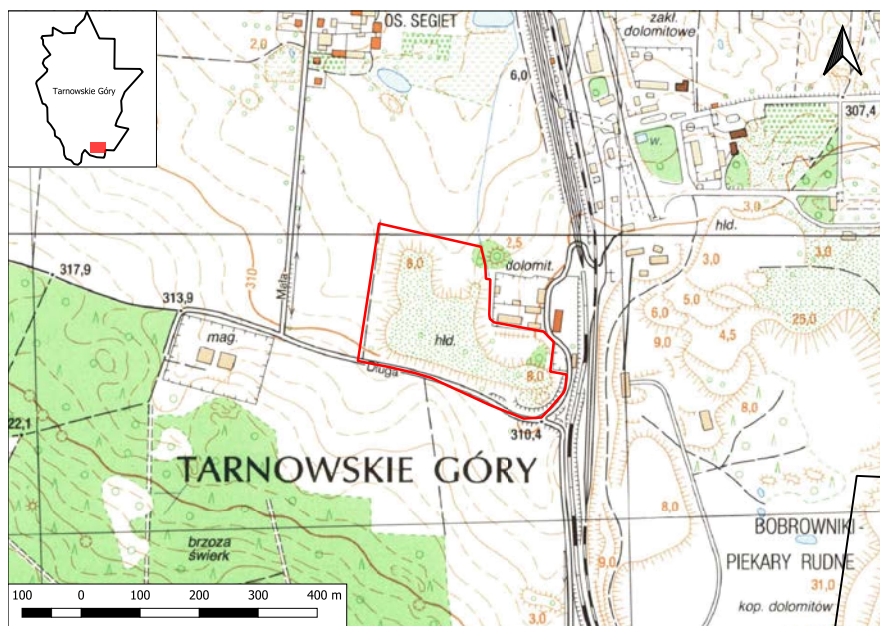 OS. SEGIET
zakł.
dolomitowe
Tarnowskie Góry
2,0
6,0
307,4
w.
3,0
hłd.
2,5
3,0
3,0
8,0
dolomit.
317,9
310
Mała
5,0
6,0
313,9
25,0
4,5
9,0
mag.
hłd.
Długa
8,0
8,0
310,4
22,1
TARNOWSKIE GÓRY
8,0
BOBROWNIKI -
brzoza
świerk
PIEKARY RUDNE
9,0
31,0
100 0 100 200 300 400 m
kop. dolomitów
3,0